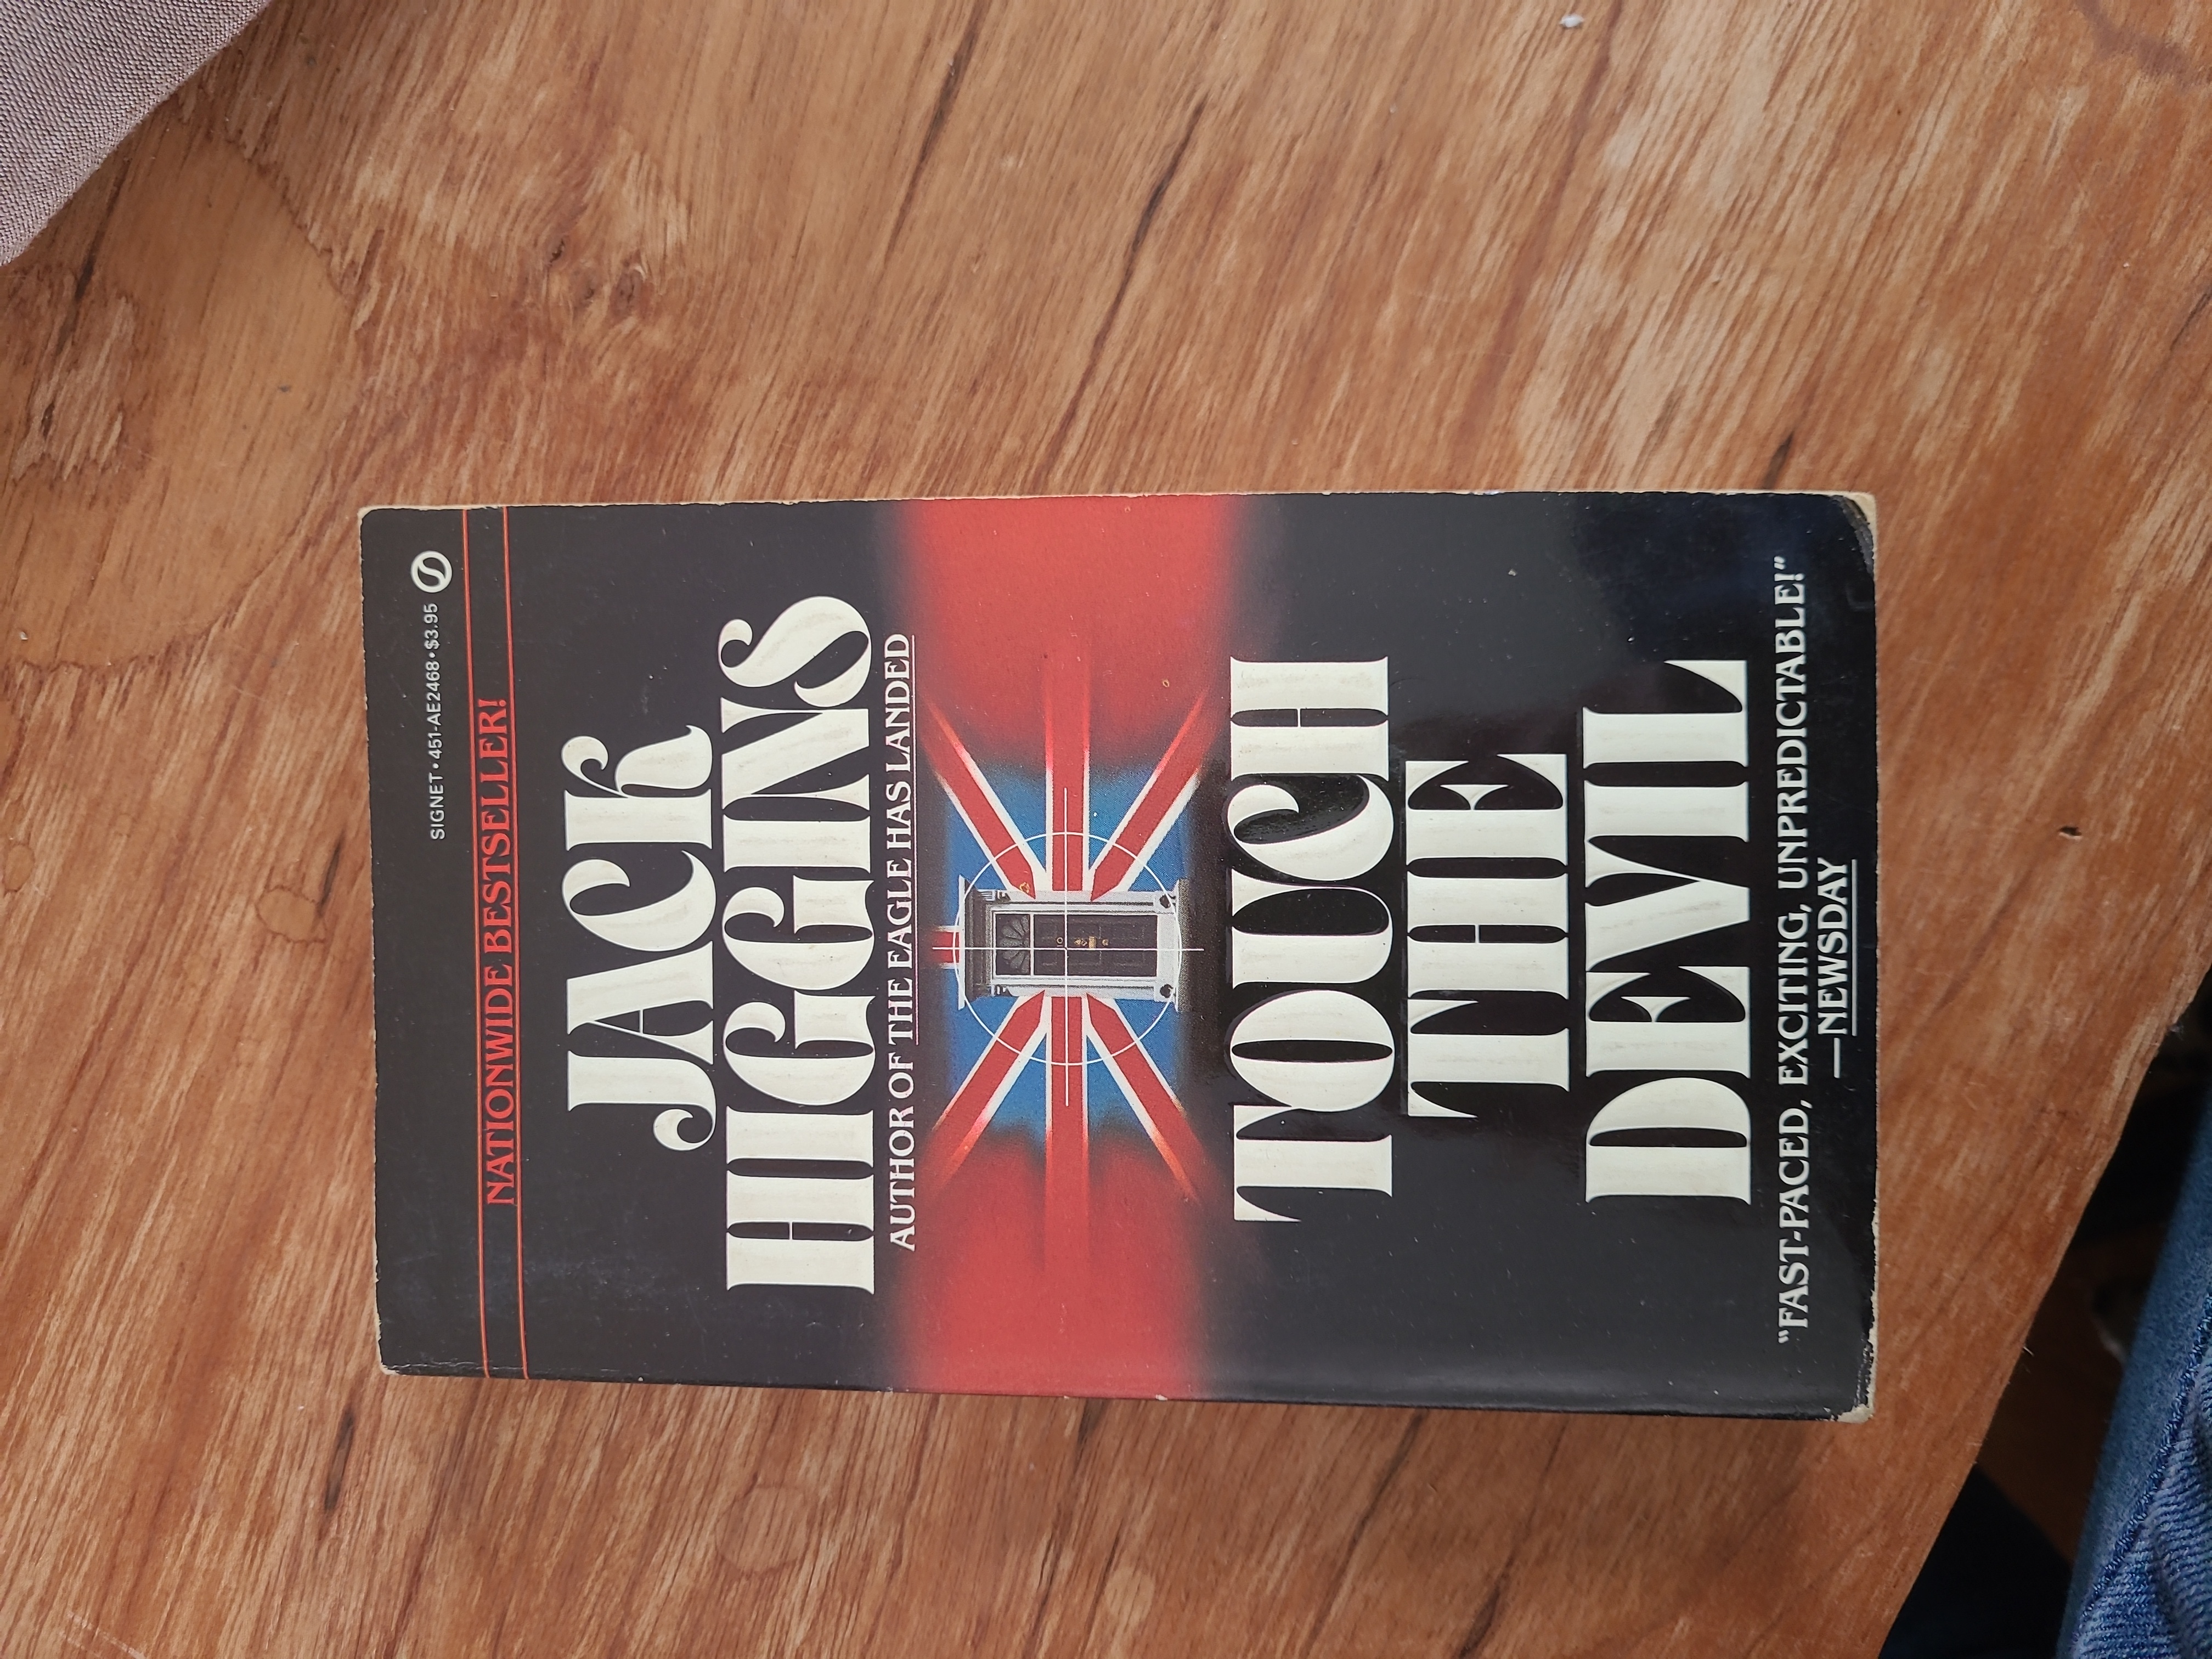 SIGNET • 451-AE2468 • $3.95
NATIONWIDE BESTSELLER!
JACK
HIGGINS
AUTHOR OF THE EAGLE HAS LANDED
TOUCH
THE
DEVIL
"FAST-PACED, EXCITING, UNPREDICTABLE!"
—NEWSDAY